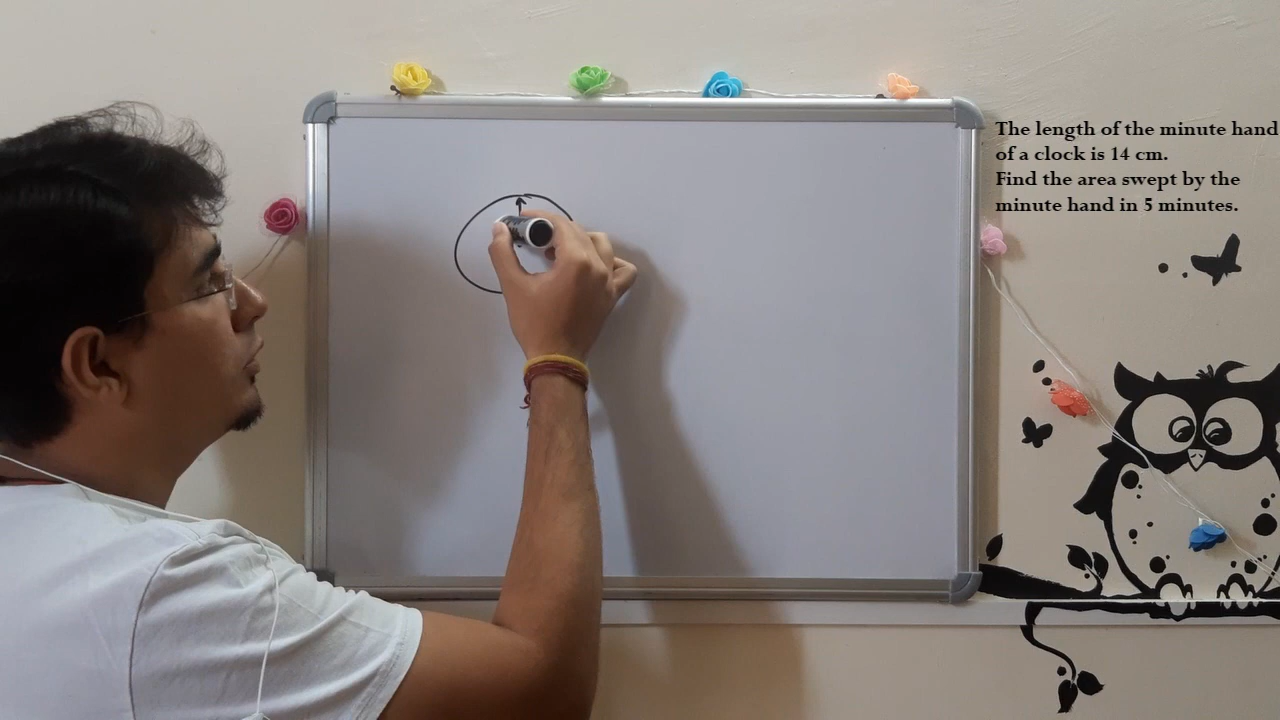 The length of the minute hand
of a clock is 14 cm.
Find the area swept by the
minute hand in 5 minutes.